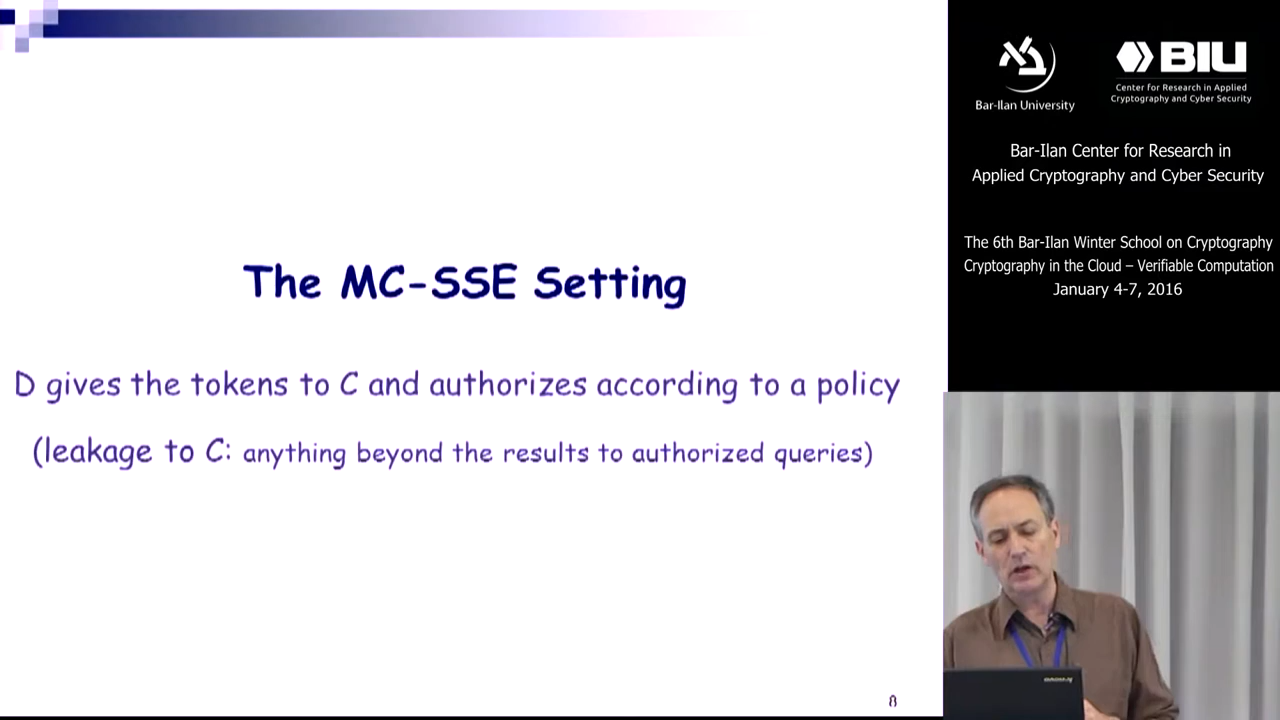 The MC-SSE Setting
D gives the tokens to C and authorizes according to a policy
(leakage to C: anything beyond the results to authorized queries)
8
Bar-Ilan University
BIU
Center for Research in Applied
Cryptography and Cyber Security
Bar-Ilan Center for Research in
Applied Cryptography and Cyber Security
The 6th Bar-Ilan Winter School on Cryptography
Cryptography in the Cloud – Verifiable Computation
January 4-7, 2016